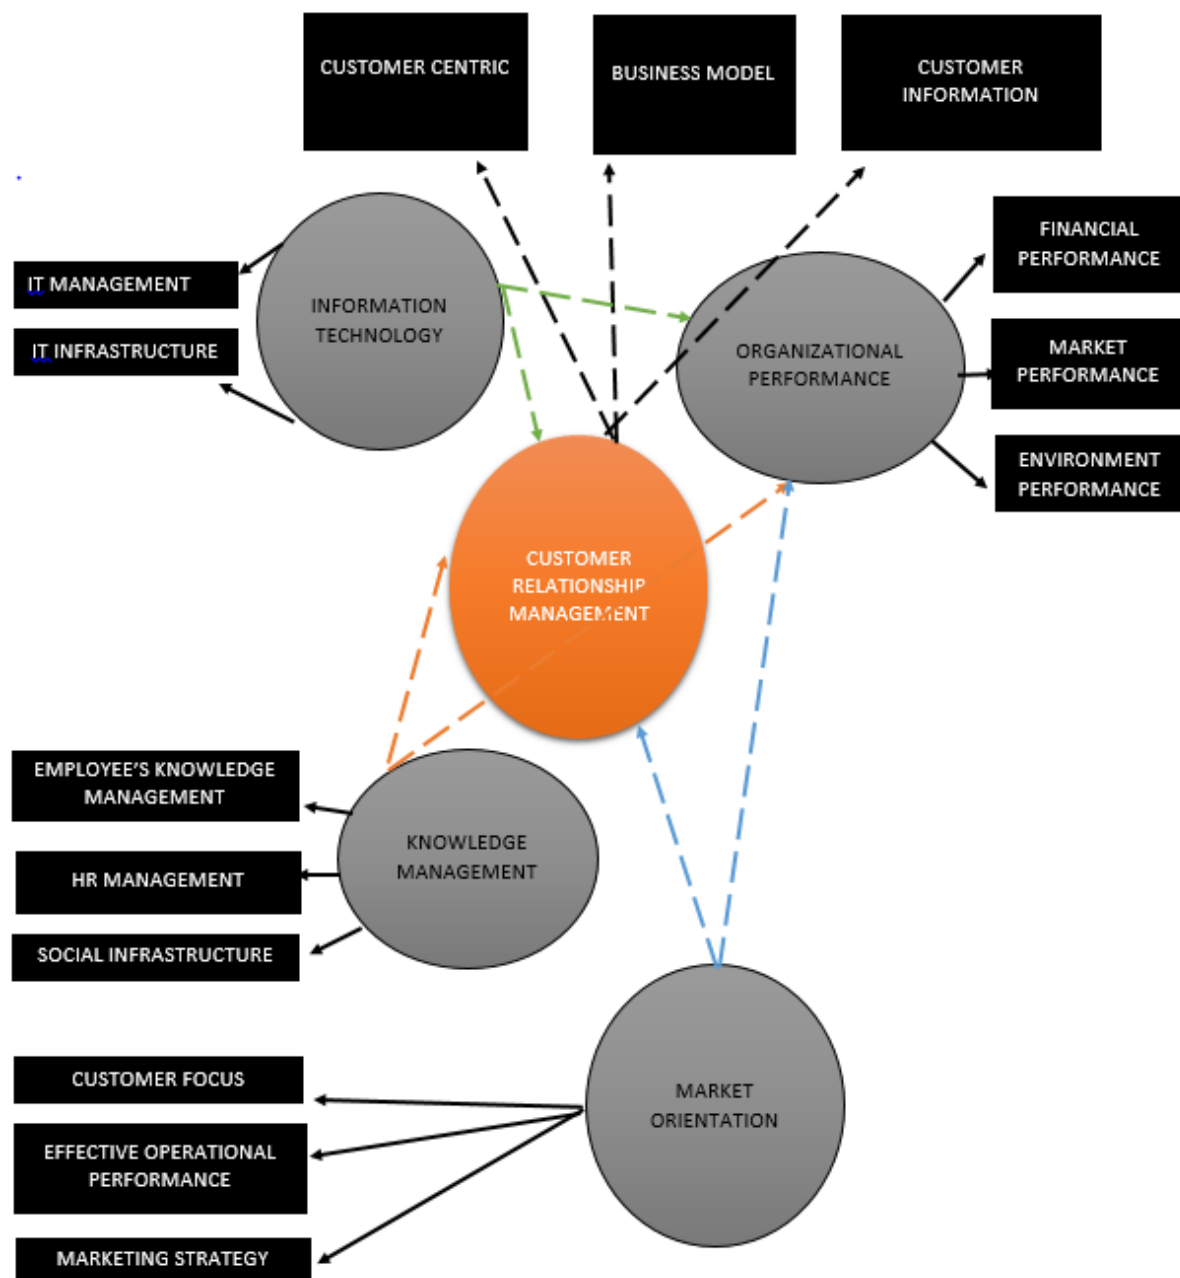 CUSTOMER CENTRIC
BUSINESS MODEL
CUSTOMER
INFORMATION
IT MANAGEMENT
IT INFRASTRUCTURE
INFORMATION
TECHNOLOGY
ORGANIZATIONAL
PERFORMANCE
FINANCIAL
PERFORMANCE
MARKET
PERFORMANCE
ENVIRONMENT
PERFORMANCE
CUSTOMER
RELATIONSHIP
MANAGEMENT
EMPLOYEE’S KNOWLEDGE
MANAGEMENT
HR MANAGEMENT
SOCIAL INFRASTRUCTURE
KNOWLEDGE
MANAGEMENT
CUSTOMER FOCUS
EFFECTIVE OPERATIONAL
PERFORMANCE
MARKETING STRATEGY
MARKET
ORIENTATION